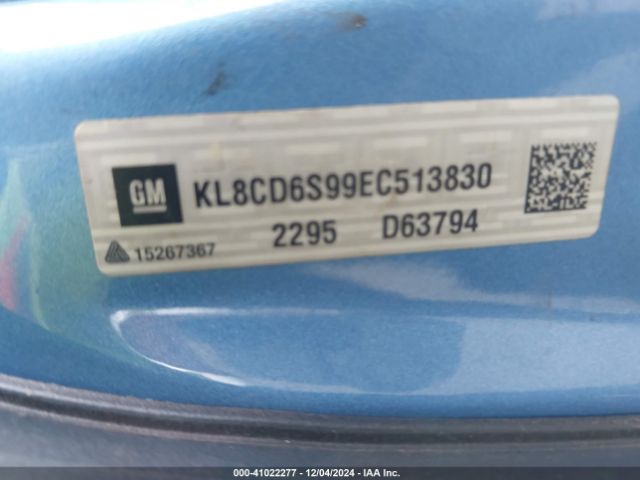 GM
KL8CD6S99EC513830
2295 D63794
15267367
000-41022277 - 12/04/2024 - IAA Inc.